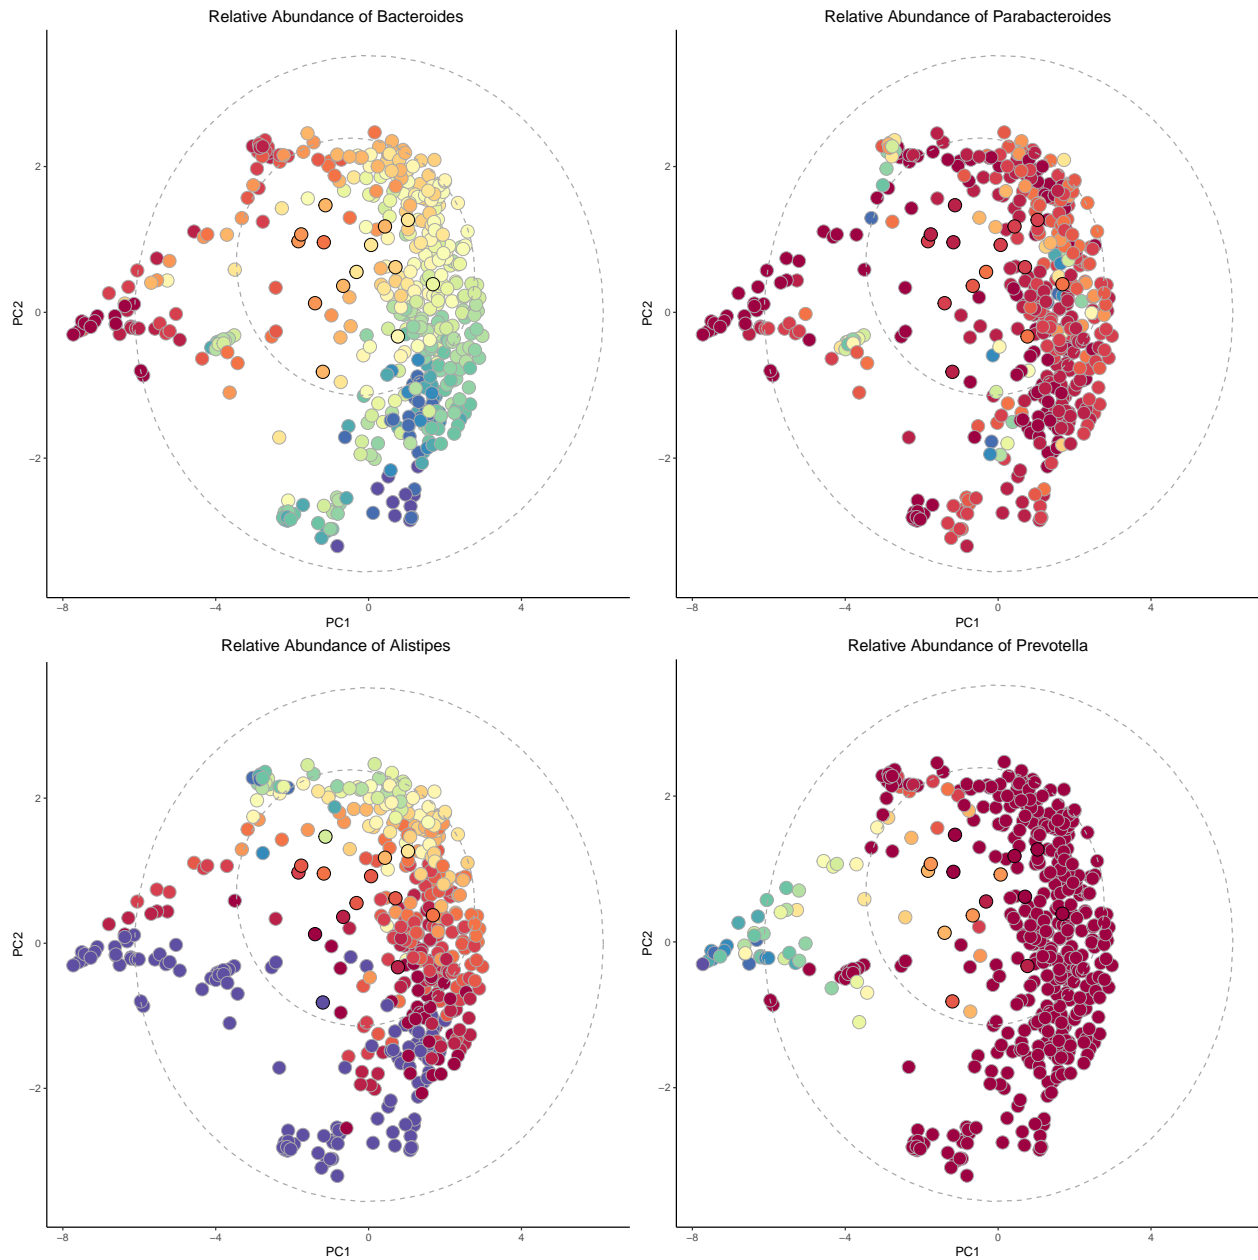 Relative Abundance of Bacteroides
PC2
2
0
−2
−8
−4
0
4
PC1
Relative Abundance of Parabacteroides
PC2
2
0
−2
−8
−4
0
4
PC1
Relative Abundance of Alistipes
PC2
2
0
−2
−8
−4
0
4
PC1
Relative Abundance of Prevotella
PC2
2
0
−2
−8
−4
0
4
PC1